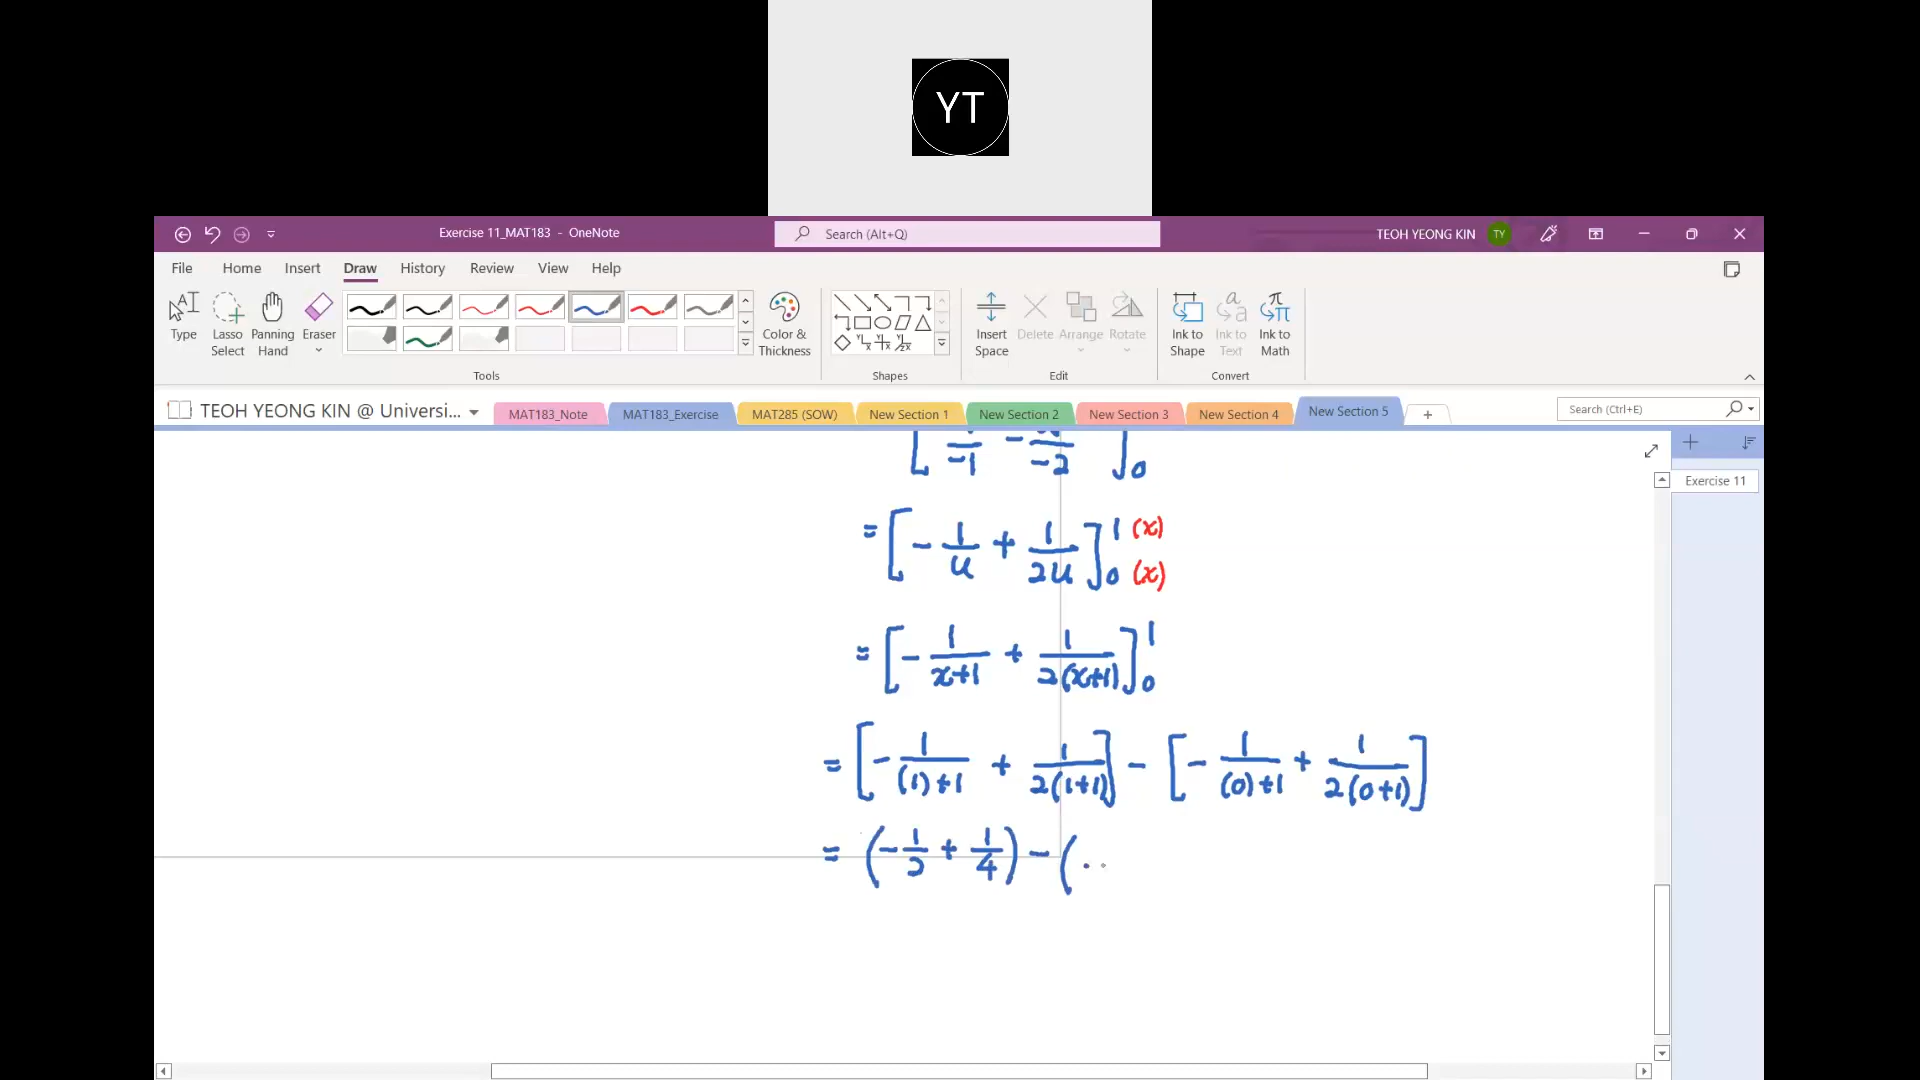 YT
Exercise 11_MAT183 - OneNote
Search (Alt+Q)
TEOH YEONG KIN TY
File Home Insert Draw History Review View Help
Type Lasso Select Panning Hand Eraser Color & Thickness Insert Space Delete Arrange Rotate Ink to Shape Ink to Text Ink to Math
Tools Shapes Edit Convert
TEOH YEONG KIN @ Universi... MAT183_Note MAT183_Exercise MAT285 (SOW) New Section 1 New Section 2 New Section 3 New Section 4 New Section 5 + Search (Ctrl+E)
Exercise 11
[ /-1 - /-2 ]0
= [ - 1/u + 1/2u ]1 (x) 0 (x)
= [ - 1/x+1 + 1/2(x+1) ]1 0
= [ - 1/(1)+1 + 1/2(1+1) ] - [ - 1/(0)+1 + 1/2(0+1) ]
= ( - 1/2 + 1/4 ) - (